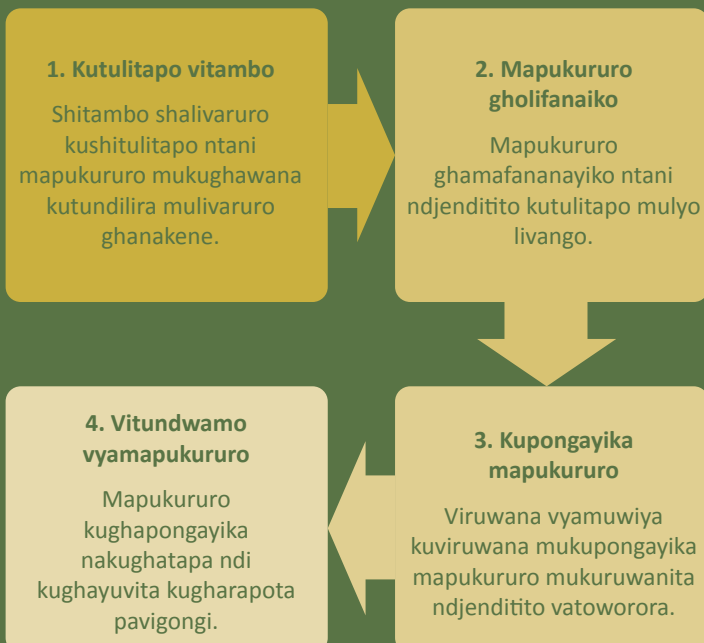 1. Kutulitapo vitambo
Shitambo shalivaruro
kushitulitapo ntani
mapukururo mukughawana
kutundilira mulivaruro
ghanakene.
2. Mapukururo
gholifanaiko
Mapukururo
ghamafananayiko ntani
ndjenditito kutulitapo mulyo
livango.
3. Kupongayika
mapukururo
Viruwana vyamuwiya
kuviruwana mukupongayika
mapukururo mukuruwanita
ndjenditito vatoworora.
4. Vitundwamo
vyamapukururo
Mapukururo
kughapongayika
nakughatapa ndi
kughayuvita kugharapota
pavigongi.